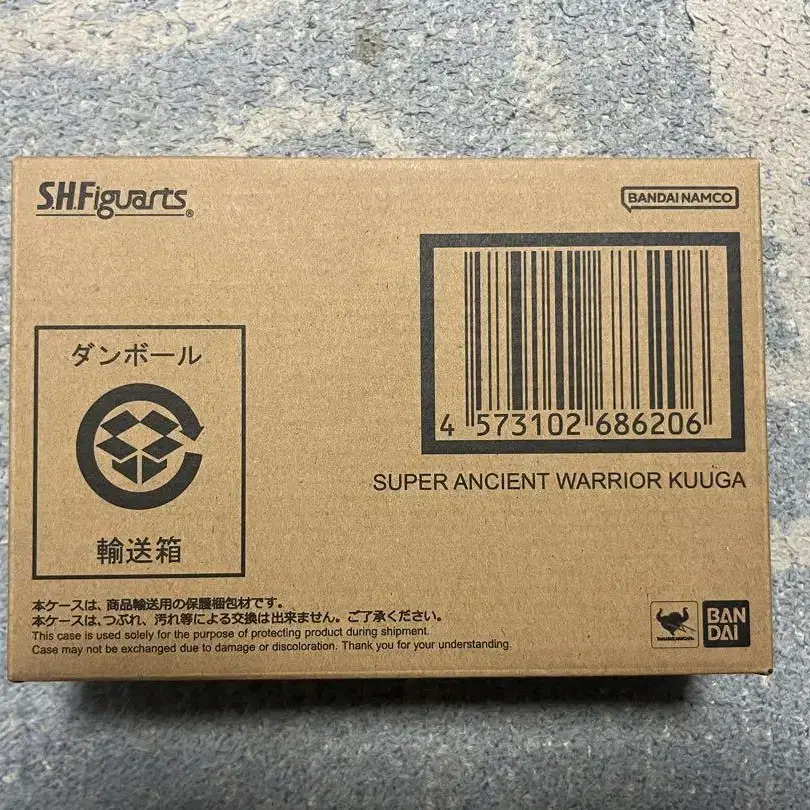 S.H.Figuarts®
BANDAI NAMCO
ダンボール
輸送箱
4 573102 686206
SUPER ANCIENT WARRIOR KUUGA
本ケースは、商品輸送用の保護梱包材です。
本ケースは、つぶれ、汚れ等による交換は出来ません。ご了承ください。
This case is used solely for the purpose of protecting product during shipment.
Case may not be exchanged due to damage or discoloration. Thank you for your understanding.
BAN
DAI